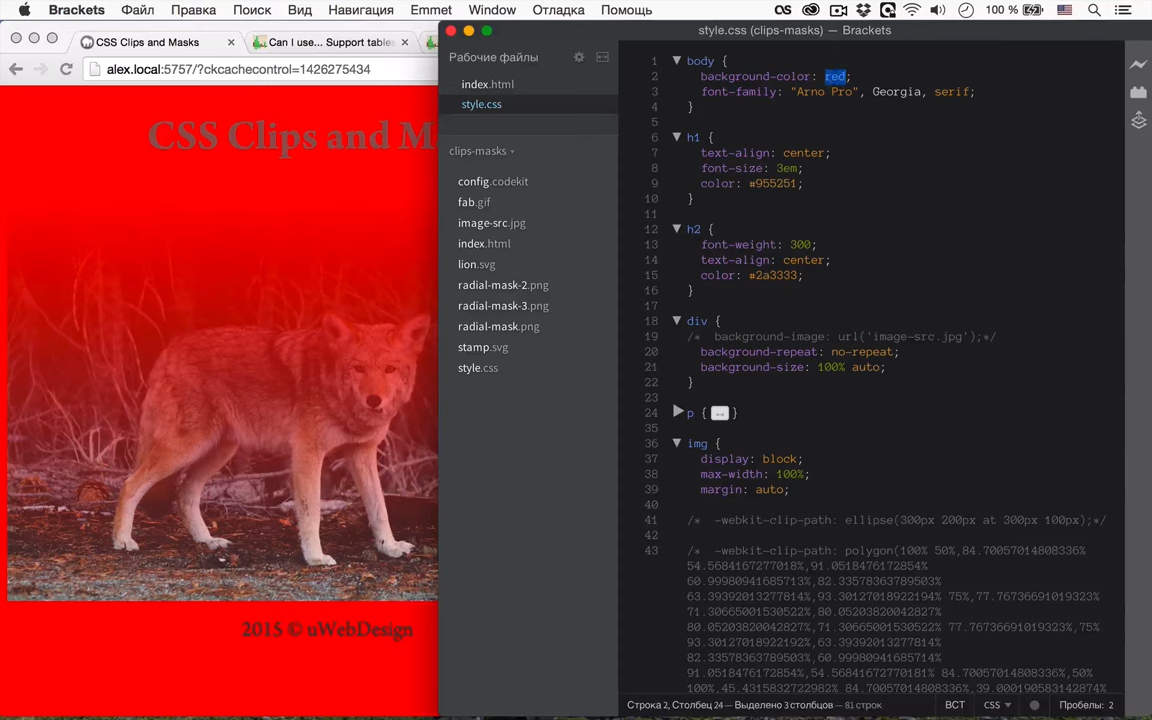 Brackets Файл Правка Поиск Вид Навигация Emmet Window Отладка Помощь 100 %
CSS Clips and Masks
Can I use... Support table
alex.local:5757/?ckcachecontrol=1426275434
CSS Clips and M
2015 © uWebDesign
style.css (clips-masks) — Brackets
Рабочие файлы
index.html
style.css
clips-masks
config.codekit
fab.gif
image-src.jpg
index.html
lion.svg
radial-mask-2.png
radial-mask-3.png
radial-mask.png
stamp.svg
style.css
1 body {
2 background-color: red;
3 font-family: "Arno Pro", Georgia, serif;
4 }
5
6 h1 {
7 text-align: center;
8 font-size: 3em;
9 color: #955251;
10 }
11
12 h2 {
13 font-weight: 300;
14 text-align: center;
15 color: #2a3333;
16 }
17
18 div {
19 /* background-image: url('image-src.jpg');*/
20 background-repeat: no-repeat;
21 background-size: 100% auto;
22 }
23
24 p { }
35
36 img {
37 display: block;
38 max-width: 100%;
39 margin: auto;
40
41 /* -webkit-clip-path: ellipse(300px 200px at 300px 100px);*/
42
43 /* -webkit-clip-path: polygon(100% 50%,84.70057014808336%
54.5684167277018%,91.0518476172854%
60.99980941685713%,82.33578363789503%
63.39392013277814%,93.30127018922194% 75%,77.76736691019323%
71.30665001530522%,80.05203820042827%
80.05203820042827%,71.30665001530522% 77.76736691019323%,75%
93.30127018922192%,63.3939201327 7814%
82.33578363789503%,60.99980941685714%
91.0518476172854%,54.56841672770181% 84.70057014808336%,50%
100%,45.4315832722982% 84.70057014808336%,39.00019058314287%
Строка 2, Столбец 24 — Выделено 3 столбцов — 81 строк
ВСТ CSS Пробелы: 2